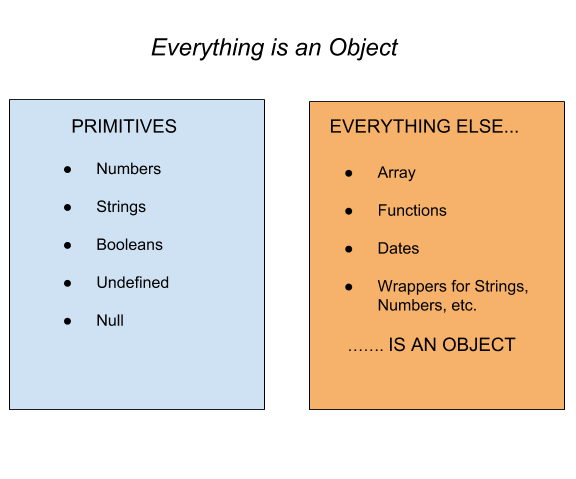 Everything is an Object
PRIMITIVES
● Numbers
● Strings
● Booleans
● Undefined
● Null
EVERYTHING ELSE...
● Array
● Functions
● Dates
● Wrappers for Strings,
Numbers, etc.
....... IS AN OBJECT